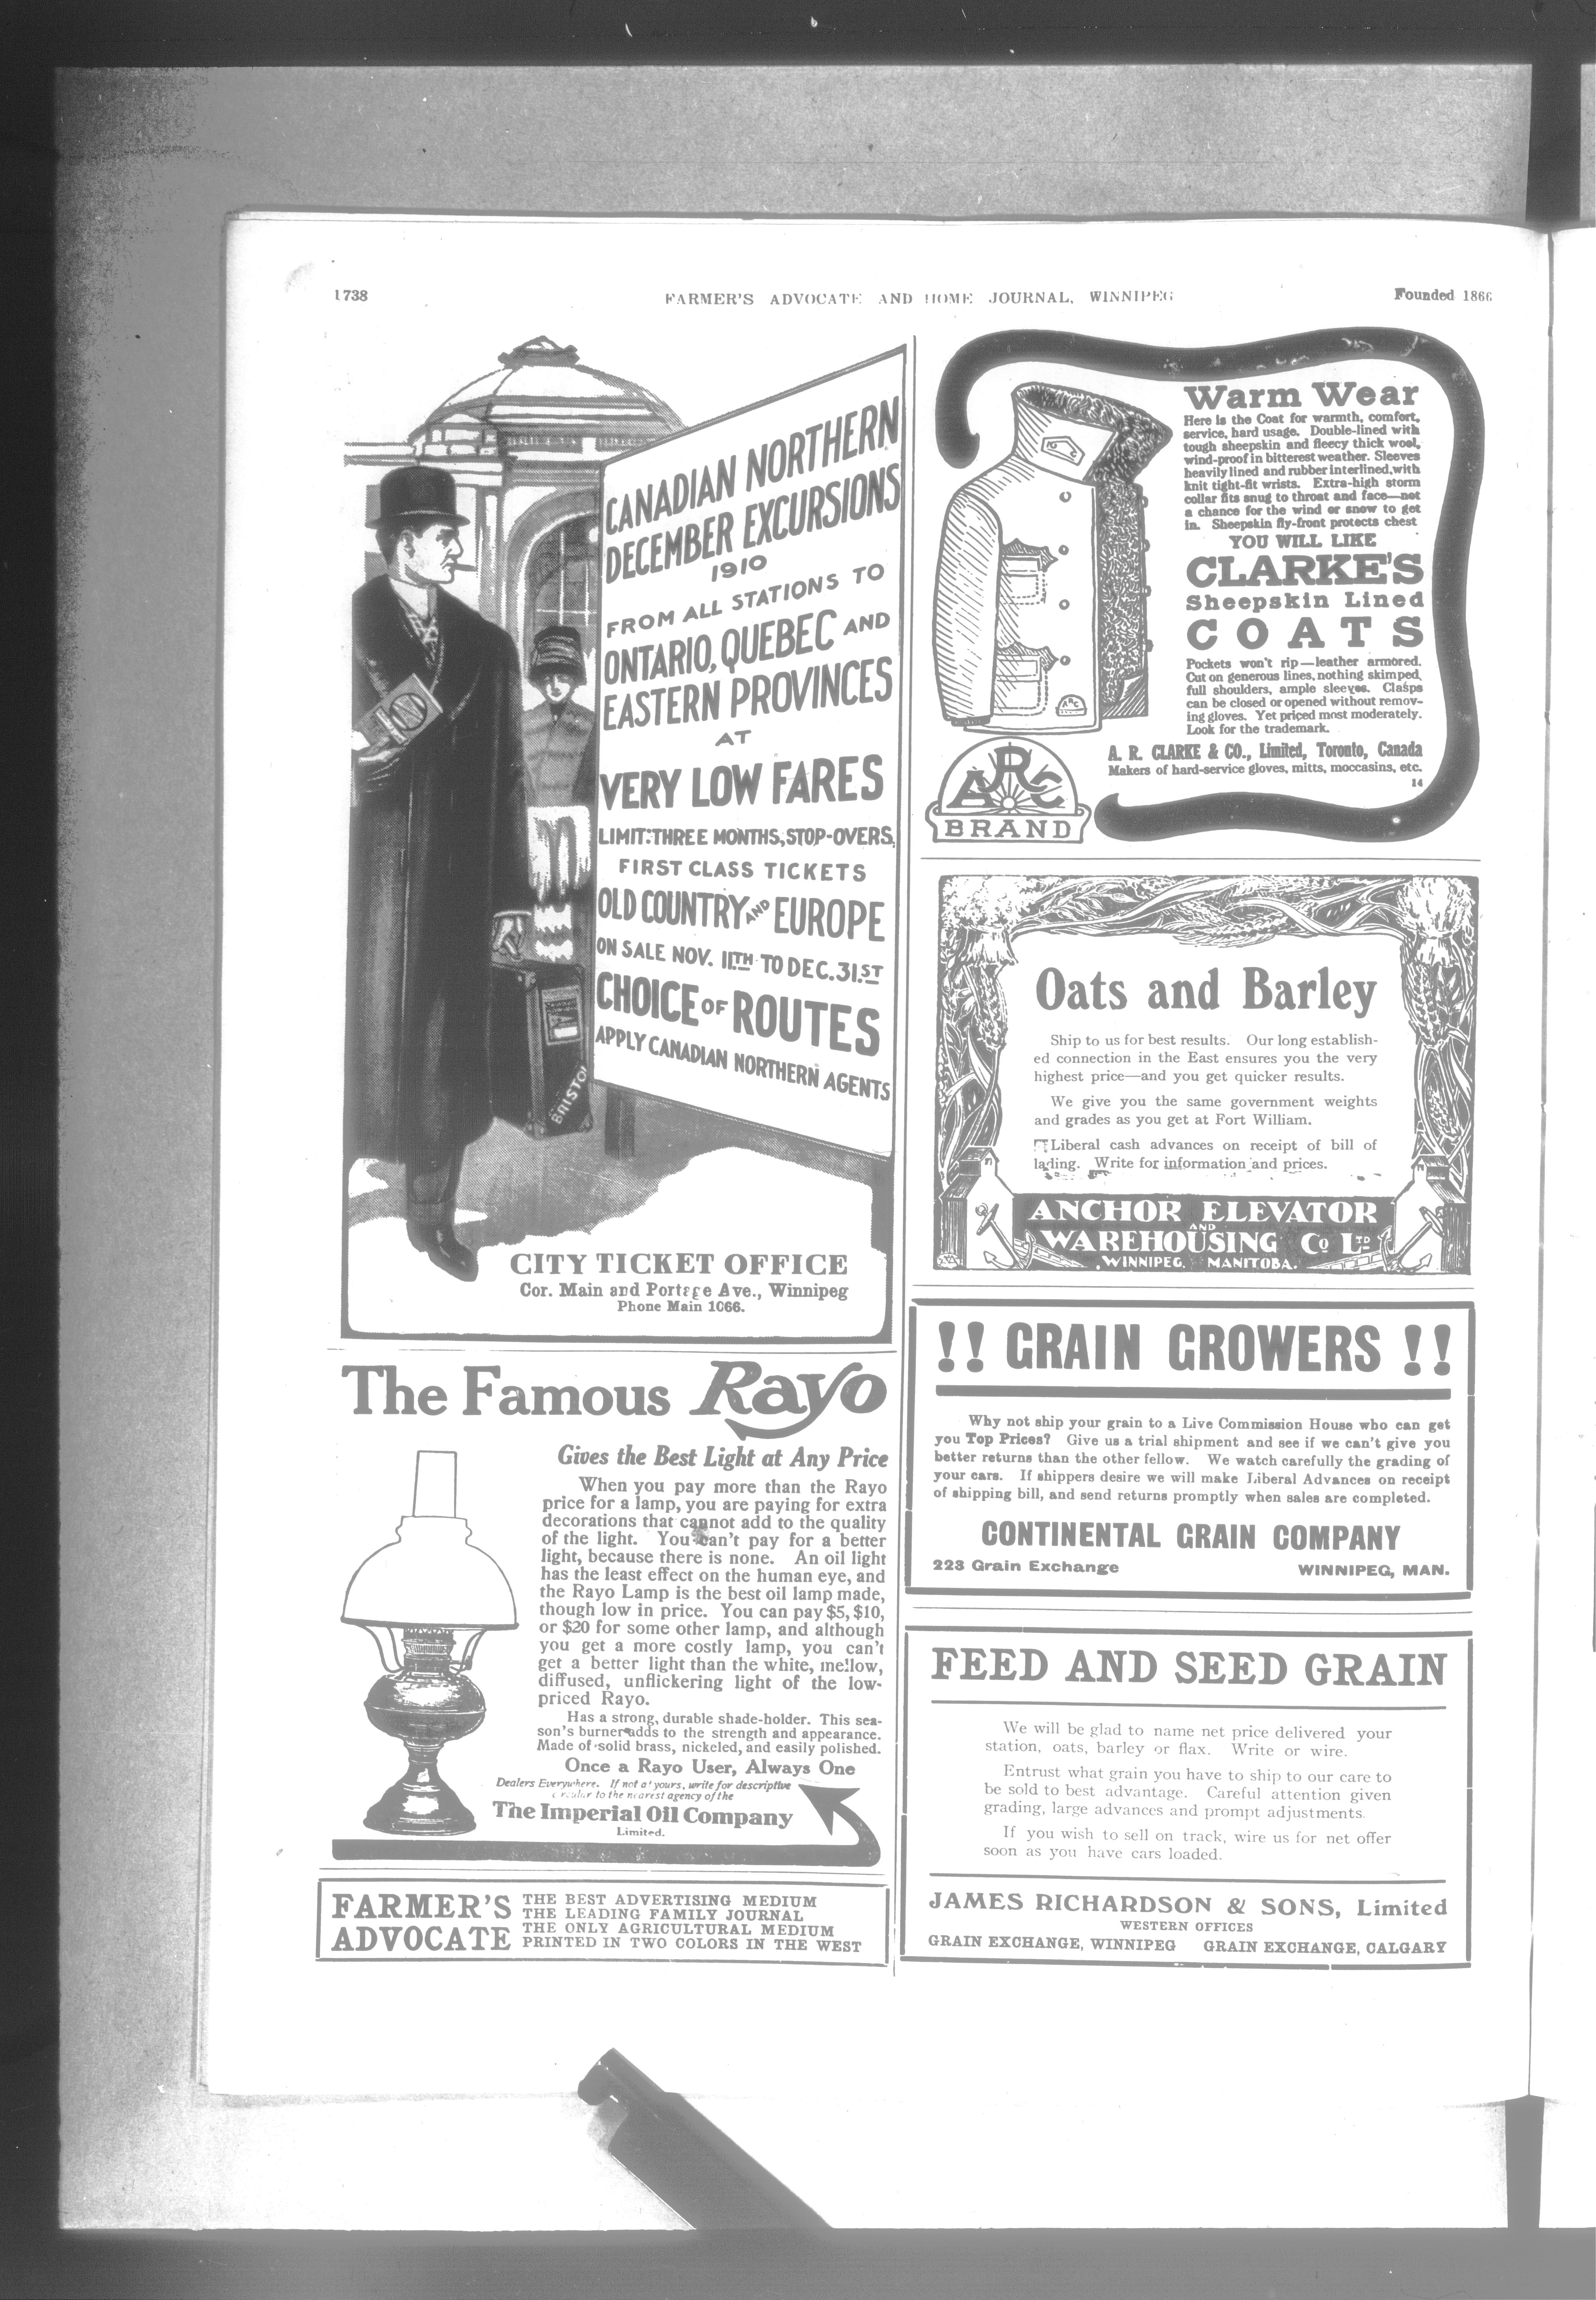 1738
FARMER'S ADVOCATE AND HOME JOURNAL, WINNIPEG
Founded 1866
CANADIAN NORTHERN
DECEMBER EXCURSIONS
1910
FROM ALL STATIONS TO
ONTARIO, QUEBEC AND
EASTERN PROVINCES
AT
VERY LOW FARES
LIMIT: THREE MONTHS, STOP-OVERS,
FIRST CLASS TICKETS
OLD COUNTRY AND EUROPE
ON SALE NOV. 11TH TO DEC. 31ST
CHOICE OF ROUTES
APPLY CANADIAN NORTHERN AGENTS
BRISTOL
CITY TICKET OFFICE
Cor. Main and Portage Ave., Winnipeg
Phone Main 1066.
The Famous Rayo
Gives the Best Light at Any Price
When you pay more than the Rayo
price for a lamp, you are paying for extra
decorations that cannot add to the quality
of the light. You can't pay for a better
light, because there is none. An oil light
has the least effect on the human eye, and
the Rayo Lamp is the best oil lamp made,
though low in price. You can pay $5, $10,
or $20 for some other lamp, and although
you get a more costly lamp, you can't
get a better light than the white, mellow,
diffused, unflickering light of the low-
priced Rayo.
Has a strong, durable shade-holder. This sea-
son's burner adds to the strength and appearance.
Made of solid brass, nickeled, and easily polished.
Once a Rayo User, Always One
Dealers Everywhere. If not at yours, write for descriptive
circular to the nearest agency of the
The Imperial Oil Company
Limited.
FARMER'S
ADVOCATE
THE BEST ADVERTISING MEDIUM
THE LEADING FAMILY JOURNAL
THE ONLY AGRICULTURAL MEDIUM
PRINTED IN TWO COLORS IN THE WEST
Warm Wear
Here is the Coat for warmth, comfort,
service, hard usage. Double-lined with
tough sheepskin and fleecy thick wool,
wind-proof in bitterest weather. Sleeves
heavily lined and rubber interlined, with
knit tight-fit wrists. Extra-high storm
collar fits snug to throat and face—not
a chance for the wind or snow to get
in. Sheepskin fly-front protects chest
YOU WILL LIKE
CLARKE'S
Sheepskin Lined
COATS
Pockets won't rip—leather armored.
Cut on generous lines, nothing skimped,
full shoulders, ample sleeves. Clasps
can be closed or opened without remov-
ing gloves. Yet priced most moderately.
Look for the trademark.
A. R. CLARKE & CO., Limited, Toronto, Canada
Makers of hard-service gloves, mitts, moccasins, etc.
14
ARC
ARC
BRAND
Oats and Barley
Ship to us for best results. Our long establish-
ed connection in the East ensures you the very
highest price—and you get quicker results.
We give you the same government weights
and grades as you get at Fort William.
Liberal cash advances on receipt of bill of
lading. Write for information and prices.
ANCHOR ELEVATOR
AND
WAREHOUSING CO LTD
WINNIPEG, MANITOBA.
!! GRAIN GROWERS !!
Why not ship your grain to a Live Commission House who can get
you Top Prices? Give us a trial shipment and see if we can't give you
better returns than the other fellow. We watch carefully the grading of
your cars. If shippers desire we will make Liberal Advances on receipt
of shipping bill, and send returns promptly when sales are completed.
CONTINENTAL GRAIN COMPANY
223 Grain Exchange WINNIPEG, MAN.
FEED AND SEED GRAIN
We will be glad to name net price delivered your
station, oats, barley or flax. Write or wire.
Entrust what grain you have to ship to our care to
be sold to best advantage. Careful attention given
grading, large advances and prompt adjustments.
If you wish to sell on track, wire us for net offer
soon as you have cars loaded.
JAMES RICHARDSON & SONS, Limited
WESTERN OFFICES
GRAIN EXCHANGE, WINNIPEG GRAIN EXCHANGE, CALGARY